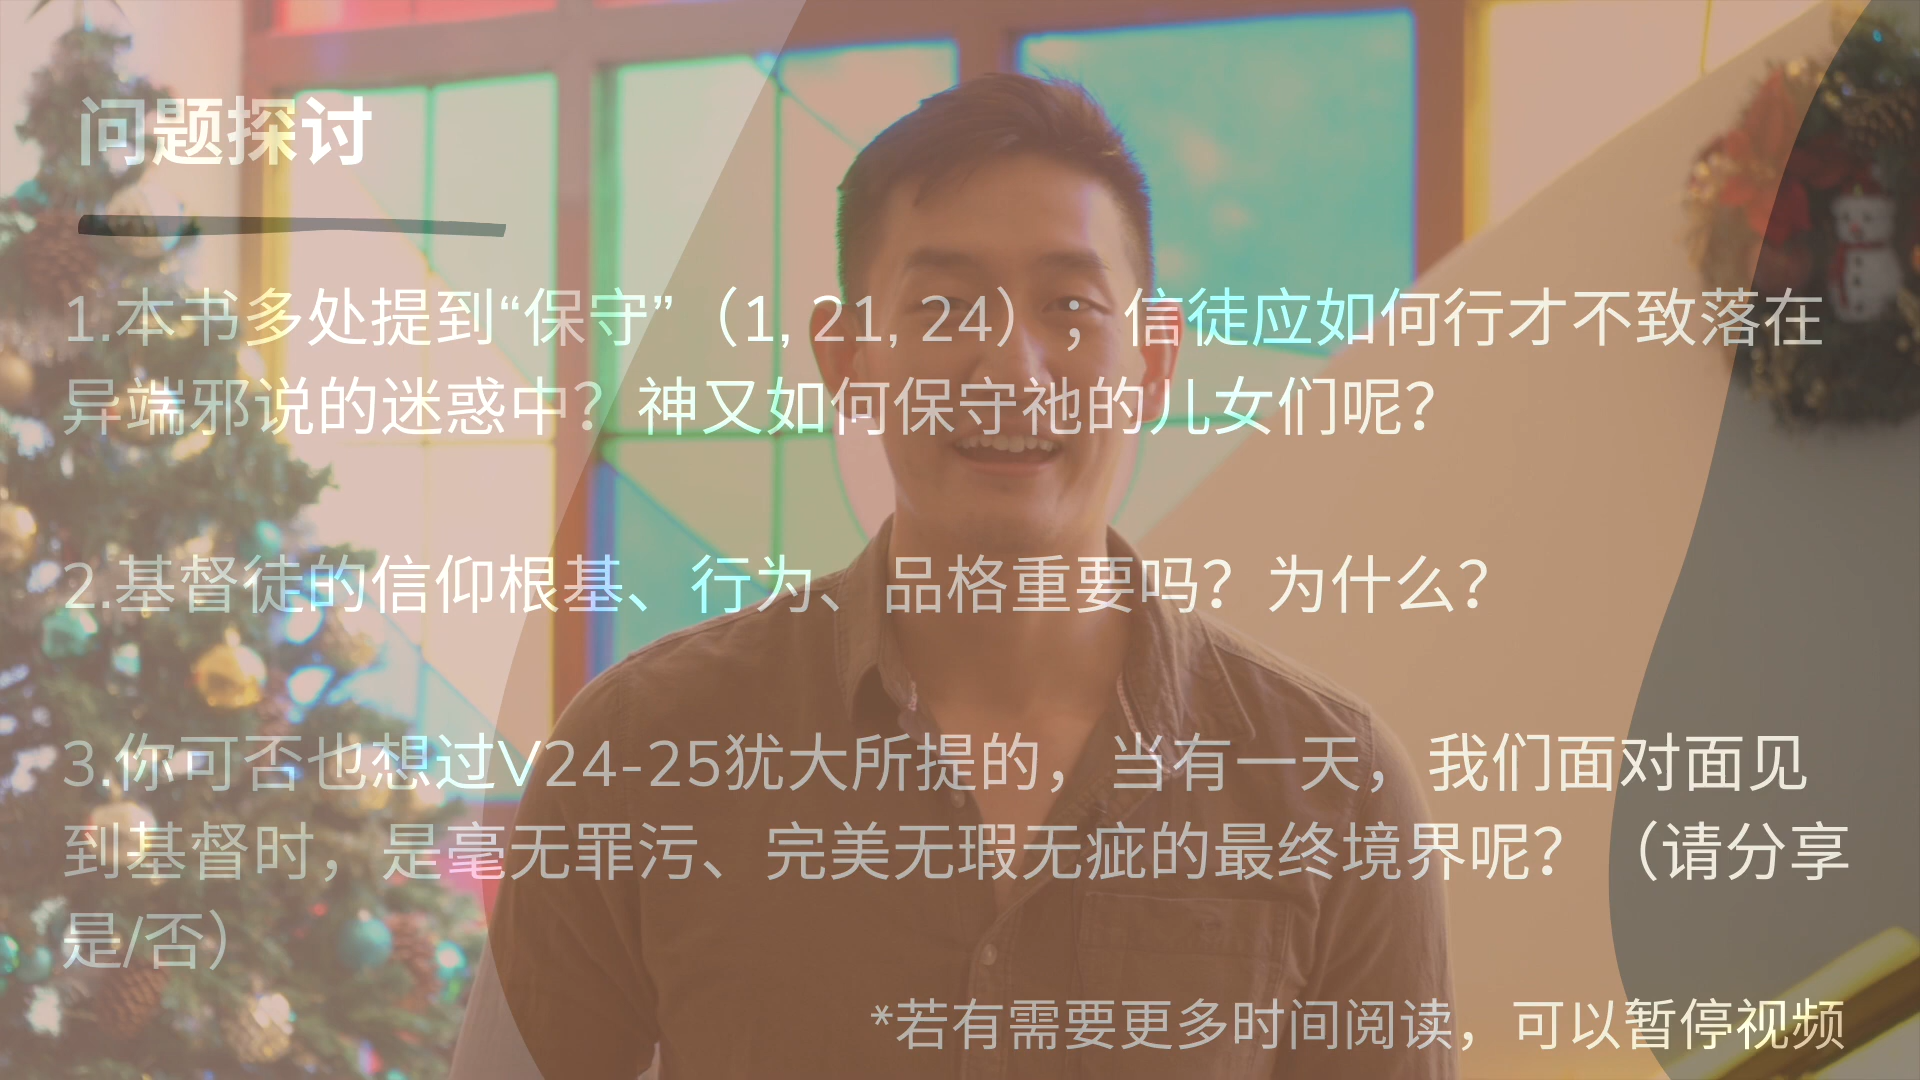 问题探讨
1.本书多处提到“保守”（1, 21, 24）；信徒应如何行才不致落在
异端邪说的迷惑中？神又如何保守祂的儿女们呢？
2.基督徒的信仰根基、行为、品格重要吗？为什么？
3.你可否也想过V24-25犹大所提的，当有一天，我们面对面见
到基督时，是毫无罪污、完美无瑕无疵的最终境界呢？（请分享
是/否）
*若有需要更多时间阅读，可以暂停视频